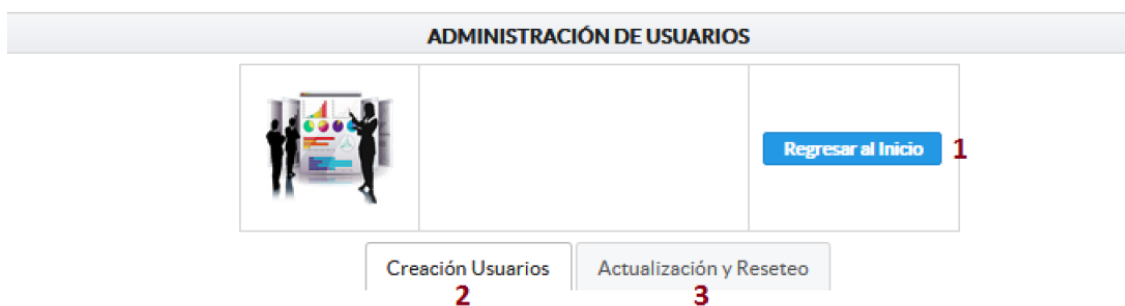 ADMINISTRACIÓN DE USUARIOS
Regresar al Inicio 1
Creación Usuarios Actualización y Reseteo
2 3